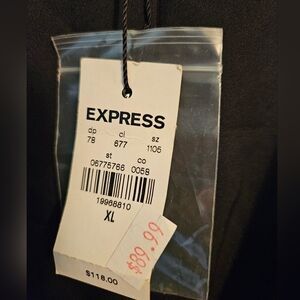 EXPRESS
dp cl sz
78 677 1105
st co
06775766 0058
19968810
XL
$89.99
$118.00